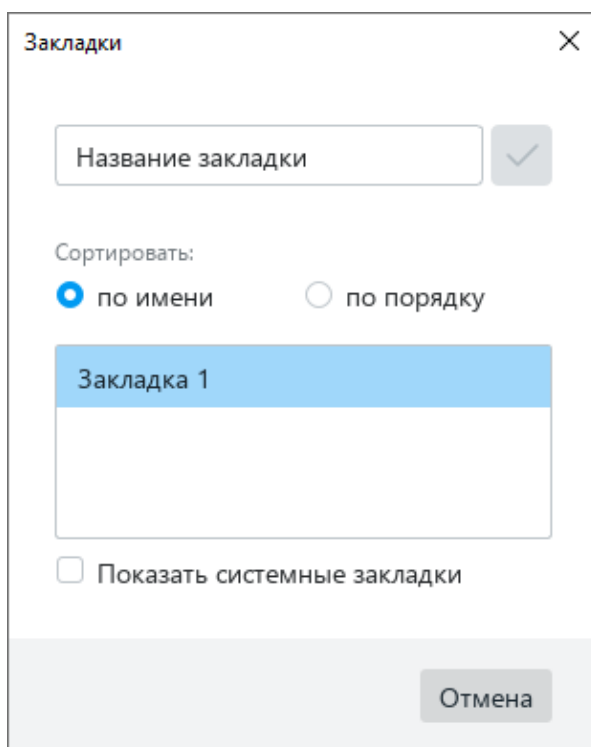 Закладки
Название закладки
Сортировать:
по имени
по порядку
Закладка 1
Показать системные закладки
Отмена